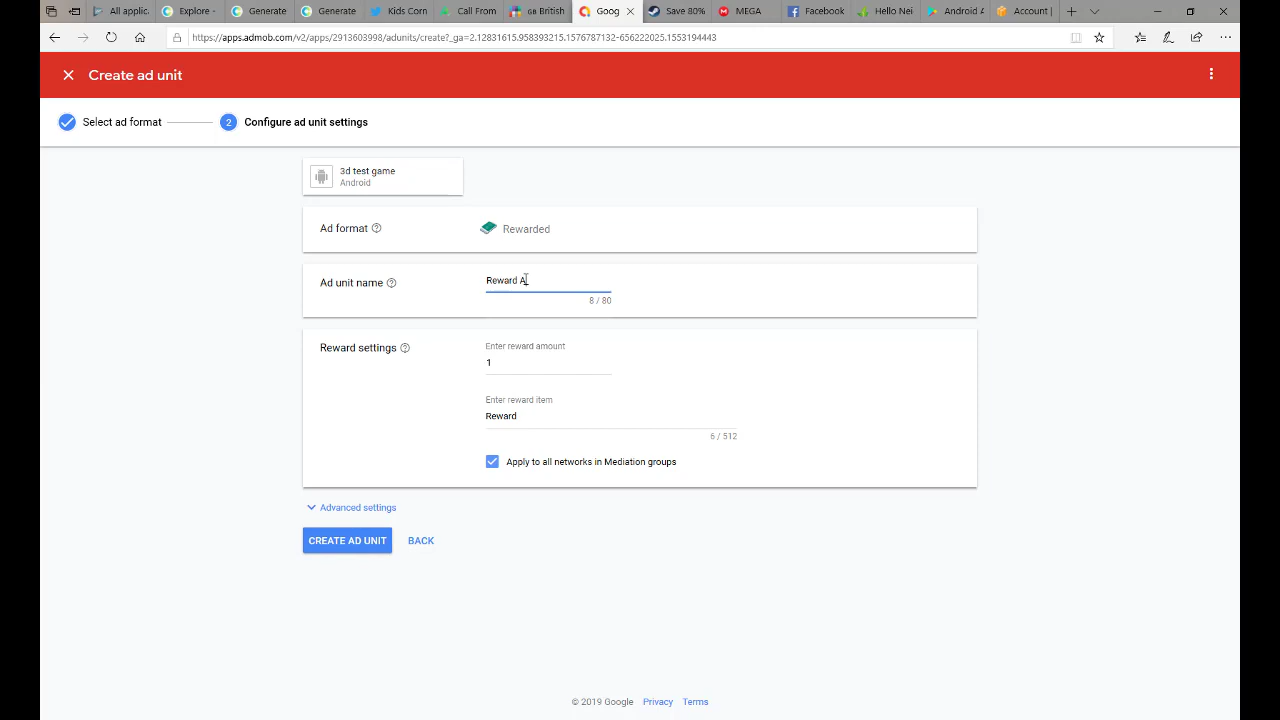 All applic
Explore -
Generate
Generate
Kids Corn
Call From
British
Goog
Save 80%
MEGA
Facebook
Hello Nei
Android A
Account |
https://apps.admob.com/v2/apps/2913603998/adunits/create?_ga=2.12831615.958393215.1576787132-656222025.1553194443
Create ad unit
Select ad format
2 Configure ad unit settings
3d test game
Android
Ad format
Rewarded
Ad unit name
Reward A
8 / 80
Reward settings
Enter reward amount
1
Enter reward item
Reward
6 / 512
Apply to all networks in Mediation groups
Advanced settings
CREATE AD UNIT BACK
© 2019 Google Privacy Terms